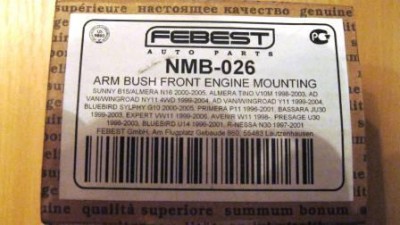 высшее настоящее качество genuine
FEBEST
AUTO PARTS
NMB-026
ARM BUSH FRONT ENGINE MOUNTING
SUNNY B15/ALMERA N16 2000-2005, ALMERA TINO V10M 1998-2003, AD
VAN/WINGROAD NY11 4WD 1999-2004, AD VAN/WINGROAD Y11 1999-2004,
BLUEBIRD SYLPHY G10 2000-2005, PRIMERA P11 1996-2001, BASSARA JU30
1999-2003, EXPERT VW11 1999-2006, AVENIR W11 1998-, PRESAGE U30
1998-2003, BLUEBIRD U14 1996-2001, R-NESSA N30 1997-2001
FEBEST GmbH, Am Flugplatz Gebaude 860, 55483 Lautzenhausen
qualità superiore summum bonum